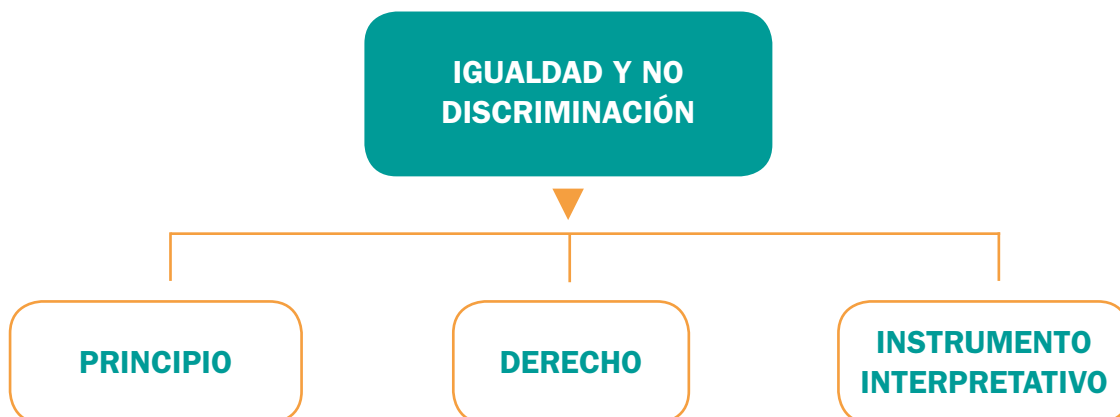 IGUALDAD Y NO
DISCRIMINACIÓN
PRINCIPIO
DERECHO
INSTRUMENTO
INTERPRETATIVO